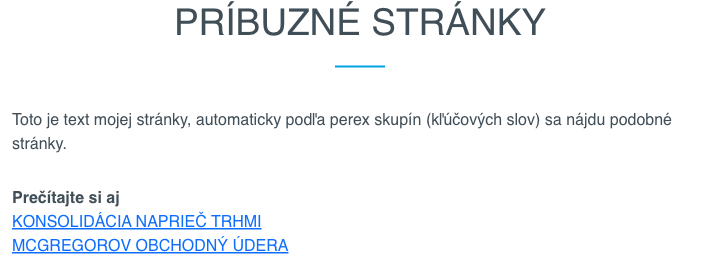 PRÍBUZNÉ STRÁNKY
Toto je text mojej stránky, automaticky podľa perex skupín (kľúčových slov) sa nájdu podobné
stránky.
Prečítajte si aj
KONSOLIDÁCIA NAPRIEČ TRHMI
MCGREGOROV OBCHODNÝ ÚDERA